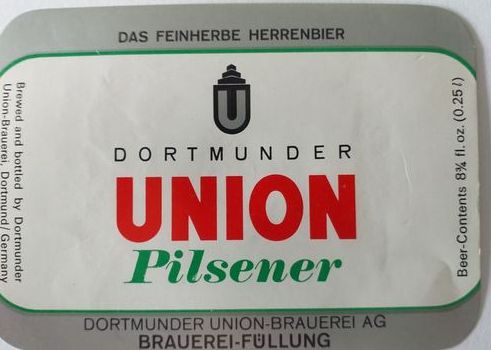 DAS FEINHERBE HERRENBIER
U
DORTMUNDER
UNION
Pilsener
Brewed and bottled by Dortmunder
Union-Brauerei, Dortmund/Germany
Beer-Contents 8¾ fl. oz. (0.25 l)
DORTMUNDER UNION-BRAUEREI AG
BRAUEREI-FÜLLUNG